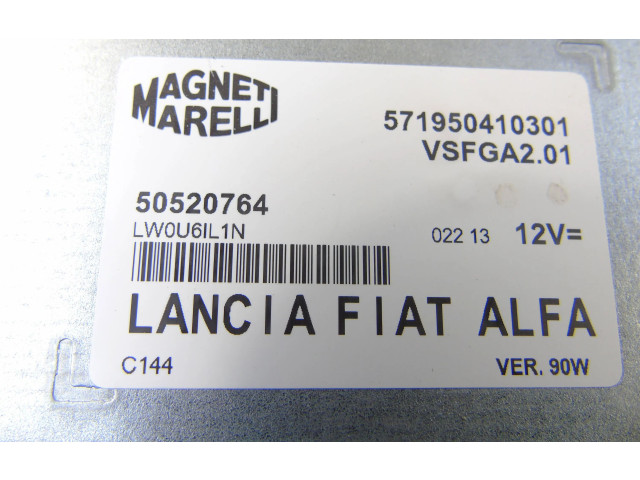 MAGNETI
MARELLI
571950410301
VSFGA2.01
50520764
LW0U6IL1N
022 13 12V=
LANCIA FIAT ALFA
C144 VER. 90W